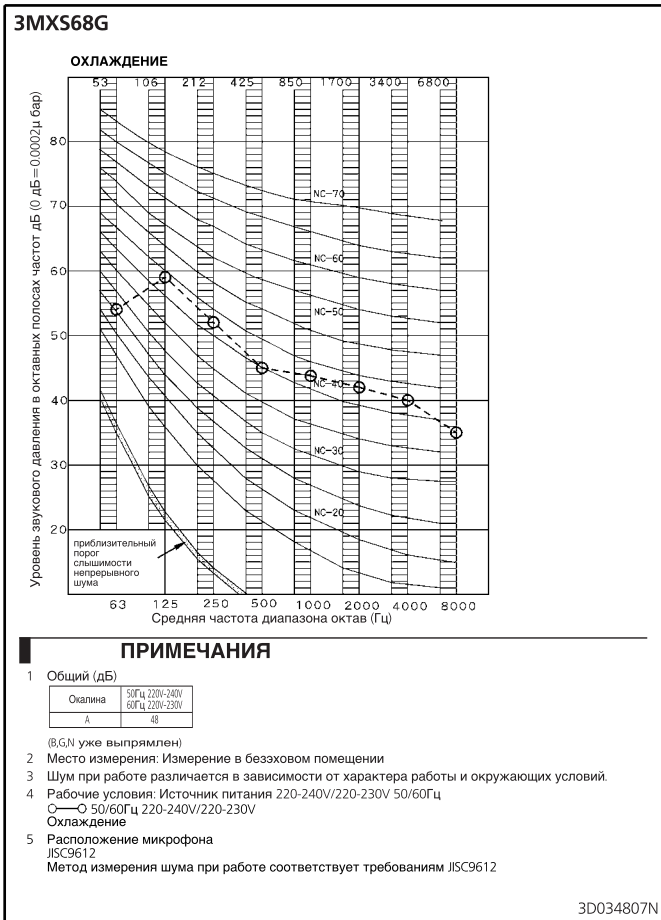 3MXS68G
ОХЛАЖДЕНИЕ
Уровень звукового давления в октавных полосах частот дБ (0 дБ=0.0002μ бар)
53 106 212 425 850 1700 3400 6800
80
70
60
50
40
30
20
NC-70
NC-60
NC-50
NC-40
NC-30
NC-20
приблизительный
порог
слышимости
непрерывного
шума
63 125 250 500 1000 2000 4000 8000
Средняя частота диапазона октав (Гц)
ПРИМЕЧАНИЯ
1 Общий (дБ)
Окалина 50Гц 220V-240V
60Гц 220V-230V
A 48
(B,G,N уже выпрямлен)
2 Место измерения: Измерение в безэховом помещении
3 Шум при работе различается в зависимости от характера работы и окружающих условий.
4 Рабочие условия: Источник питания 220-240V/220-230V 50/60Гц
50/60Гц 220-240V/220-230V
Охлаждение
5 Расположение микрофона
JISC9612
Метод измерения шума при работе соответствует требованиям JISC9612
3D034807N